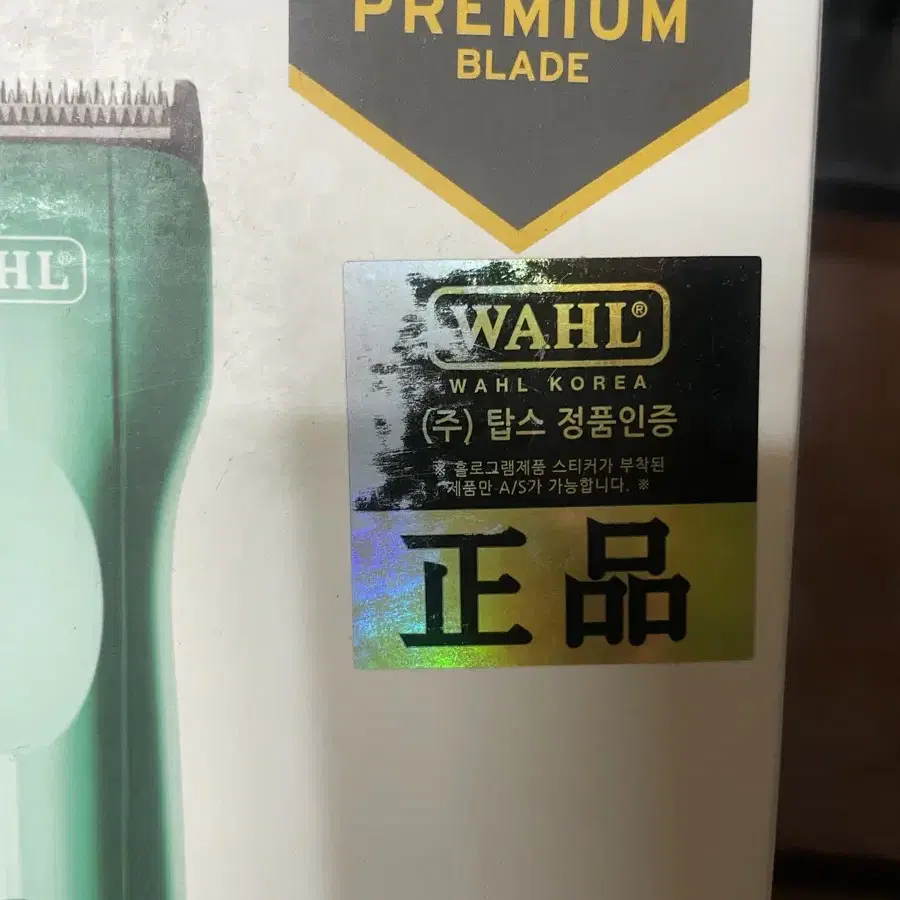 PREMIUM
BLADE
HL®
WAHL®
WAHL KOREA
(주) 탑스 정품인증
※ 홀로그램제품 스티커가 부착된
제품만 A/S가 가능합니다. ※
正品